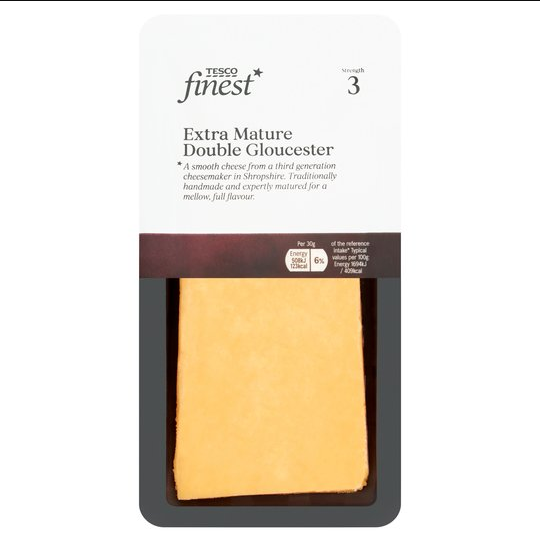 TESCO
finest*
Strength
3
Extra Mature
Double Gloucester
*A smooth cheese from a third generation
cheesemaker in Shropshire. Traditionally
handmade and expertly matured for a
mellow, full flavour.
Per 30g
Energy
508kJ
123kcal
6%
of the reference
intake* Typical
values per 100g
Energy 1694kJ
/ 409kcal